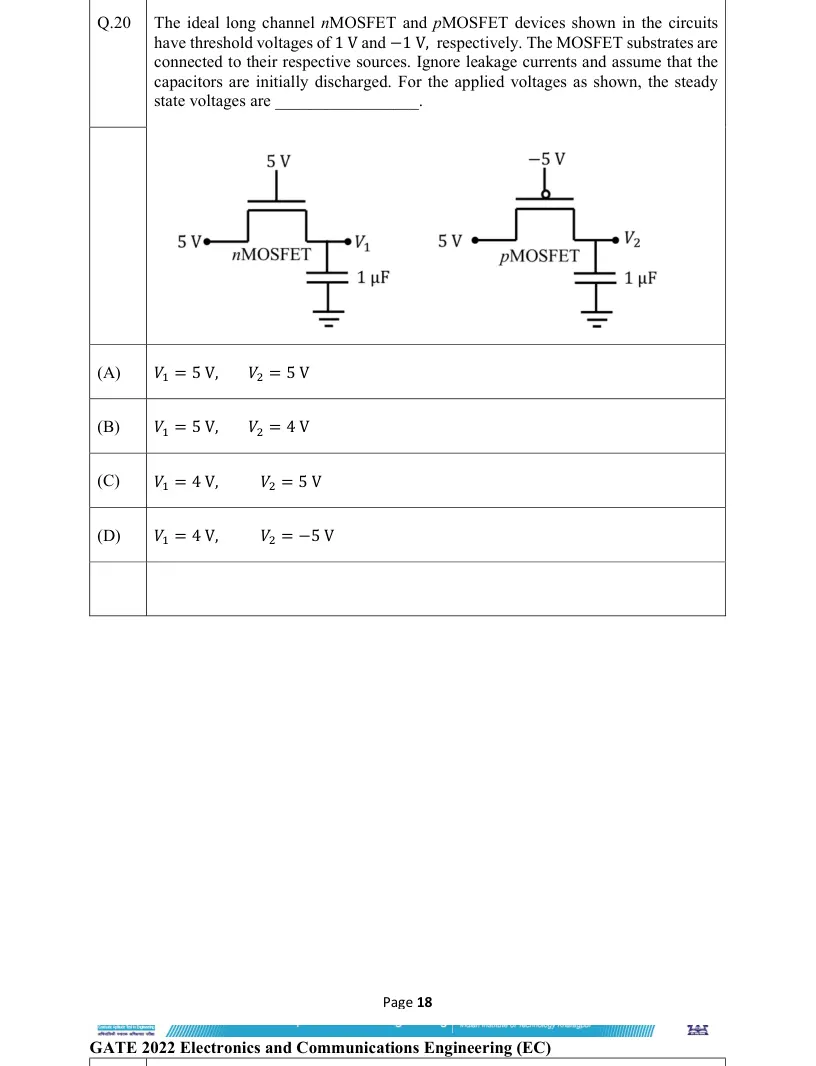 Q.20
The ideal long channel nMOSFET and pMOSFET devices shown in the circuits
have threshold voltages of 1 V and −1 V, respectively. The MOSFET substrates are
connected to their respective sources. Ignore leakage currents and assume that the
capacitors are initially discharged. For the applied voltages as shown, the steady
state voltages are __________________.
5 V
−5 V
5 V
V₁
nMOSFET
1 μF
5 V
V₂
pMOSFET
1 μF
(A) V₁ = 5 V, V₂ = 5 V
(B) V₁ = 5 V, V₂ = 4 V
(C) V₁ = 4 V, V₂ = 5 V
(D) V₁ = 4 V, V₂ = −5 V
Page 18
GATE 2022 Electronics and Communications Engineering (EC)